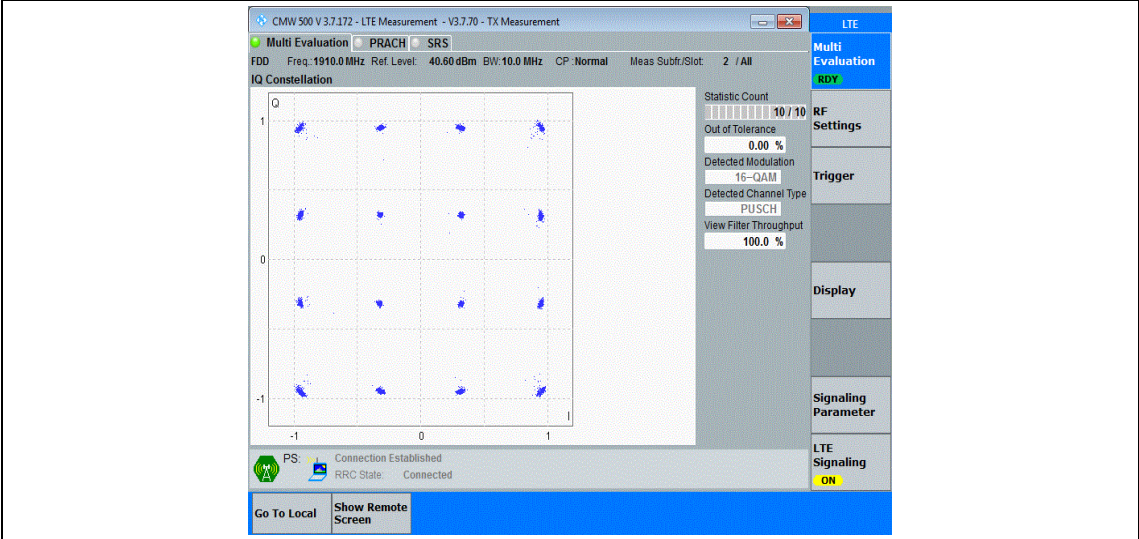 CMW 500 V 3.7.172 - LTE Measurement - V3.7.70 - TX Measurement
LTE
Multi Evaluation PRACH SRS
FDD Freq.: 1910.0 MHz Ref. Level: 40.60 dBm BW: 10.0 MHz CP : Normal Meas Subfr./Slot: 2 / All
IQ Constellation
Q
1
0
-1
I
-1 0 1
Statistic Count
10 / 10
Out of Tolerance
0.00 %
Detected Modulation
16-QAM
Detected Channel Type
PUSCH
View Filter Throughput
100.0 %
Multi
Evaluation
RDY
RF
Settings
Trigger
Display
Signaling
Parameter
LTE
Signaling
ON
PS: Connection Established
RRC State: Connected
Go To Local
Show Remote
Screen